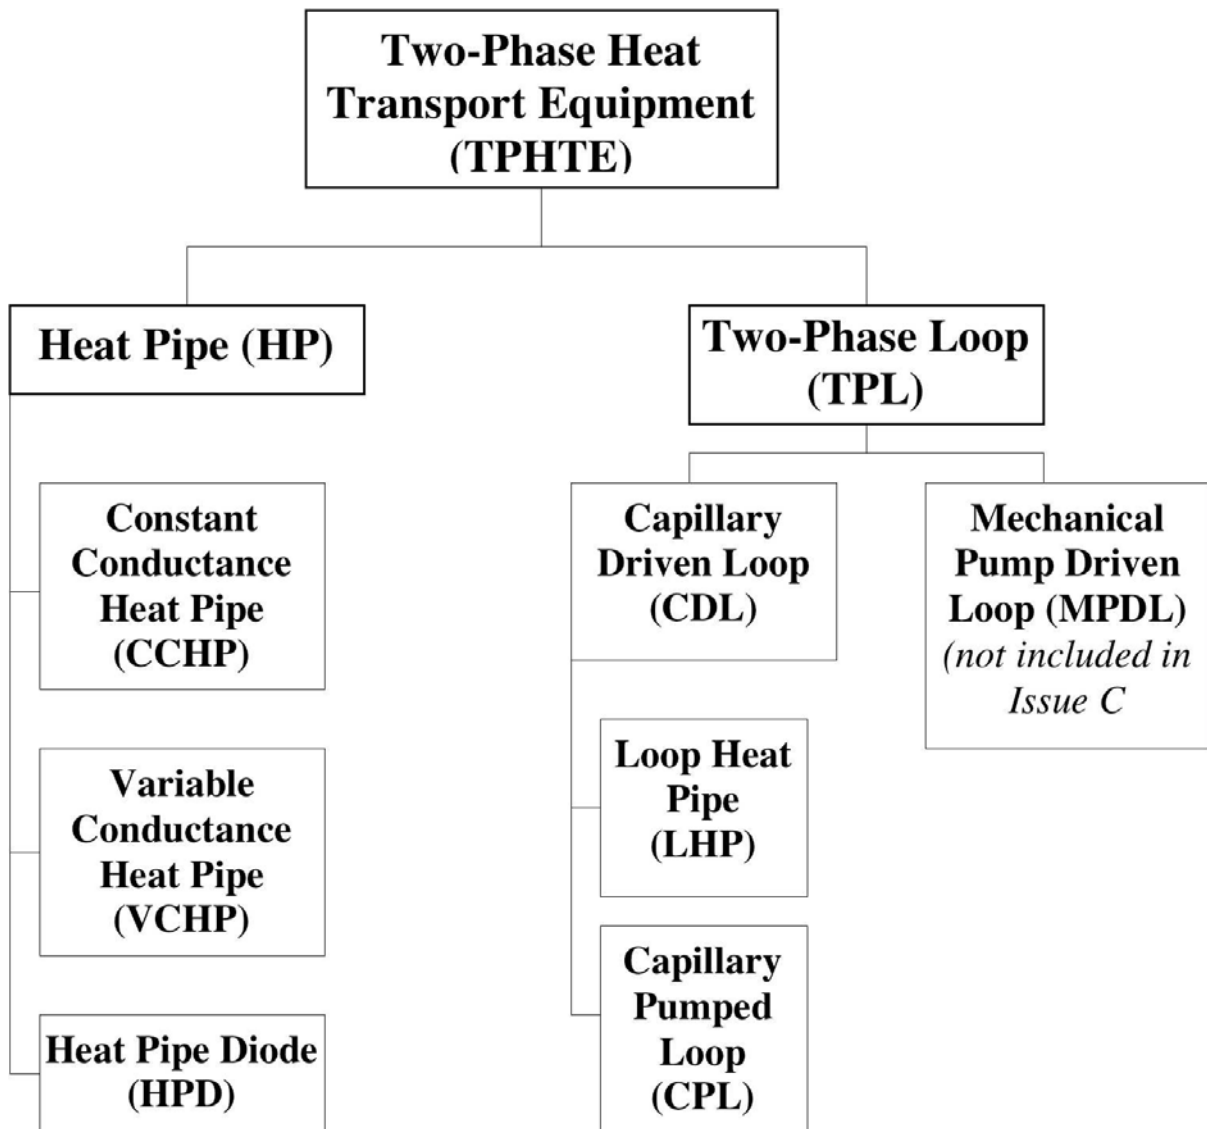 Two-Phase Heat
Transport Equipment
(TPHTE)
Heat Pipe (HP)
Two-Phase Loop
(TPL)
Constant
Conductance
Heat Pipe
(CCHP)
Variable
Conductance
Heat Pipe
(VCHP)
Heat Pipe Diode
(HPD)
Capillary
Driven Loop
(CDL)
Loop Heat
Pipe
(LHP)
Capillary
Pumped
Loop
(CPL)
Mechanical
Pump Driven
Loop (MPDL)
(not included in
Issue C